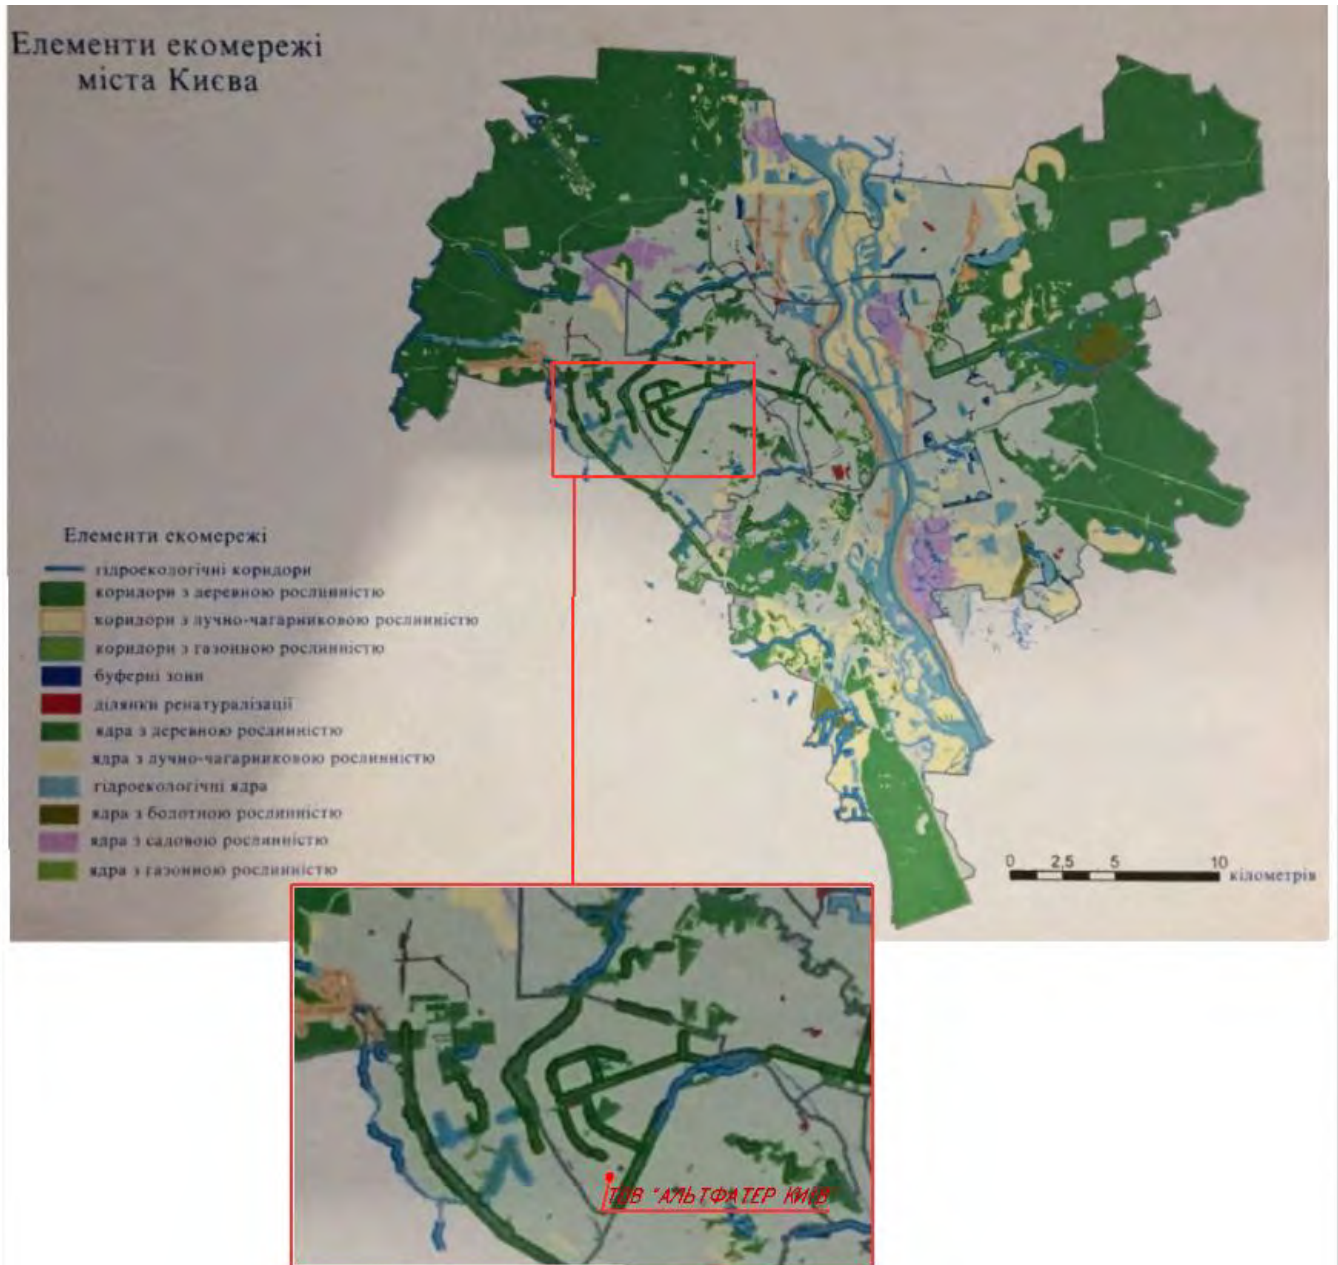 Елементи екомережі
міста Києва
Елементи екомережі
гідроекологічні коридори
коридори з деревною рослинністю
коридори з лучно-чагарниковою рослинністю
коридори з газонною рослинністю
буферні зони
ділянки ренатуралізації
ядра з деревною рослинністю
ядра з лучно-чагарниковою рослинністю
гідроекологічні ядра
ядра з болотною рослинністю
ядра з садовою рослинністю
ядра з газонною рослинністю
0 2,5 5 10
кілометрів
ТОВ "АЛЬТФАТЕР КИЇВ"